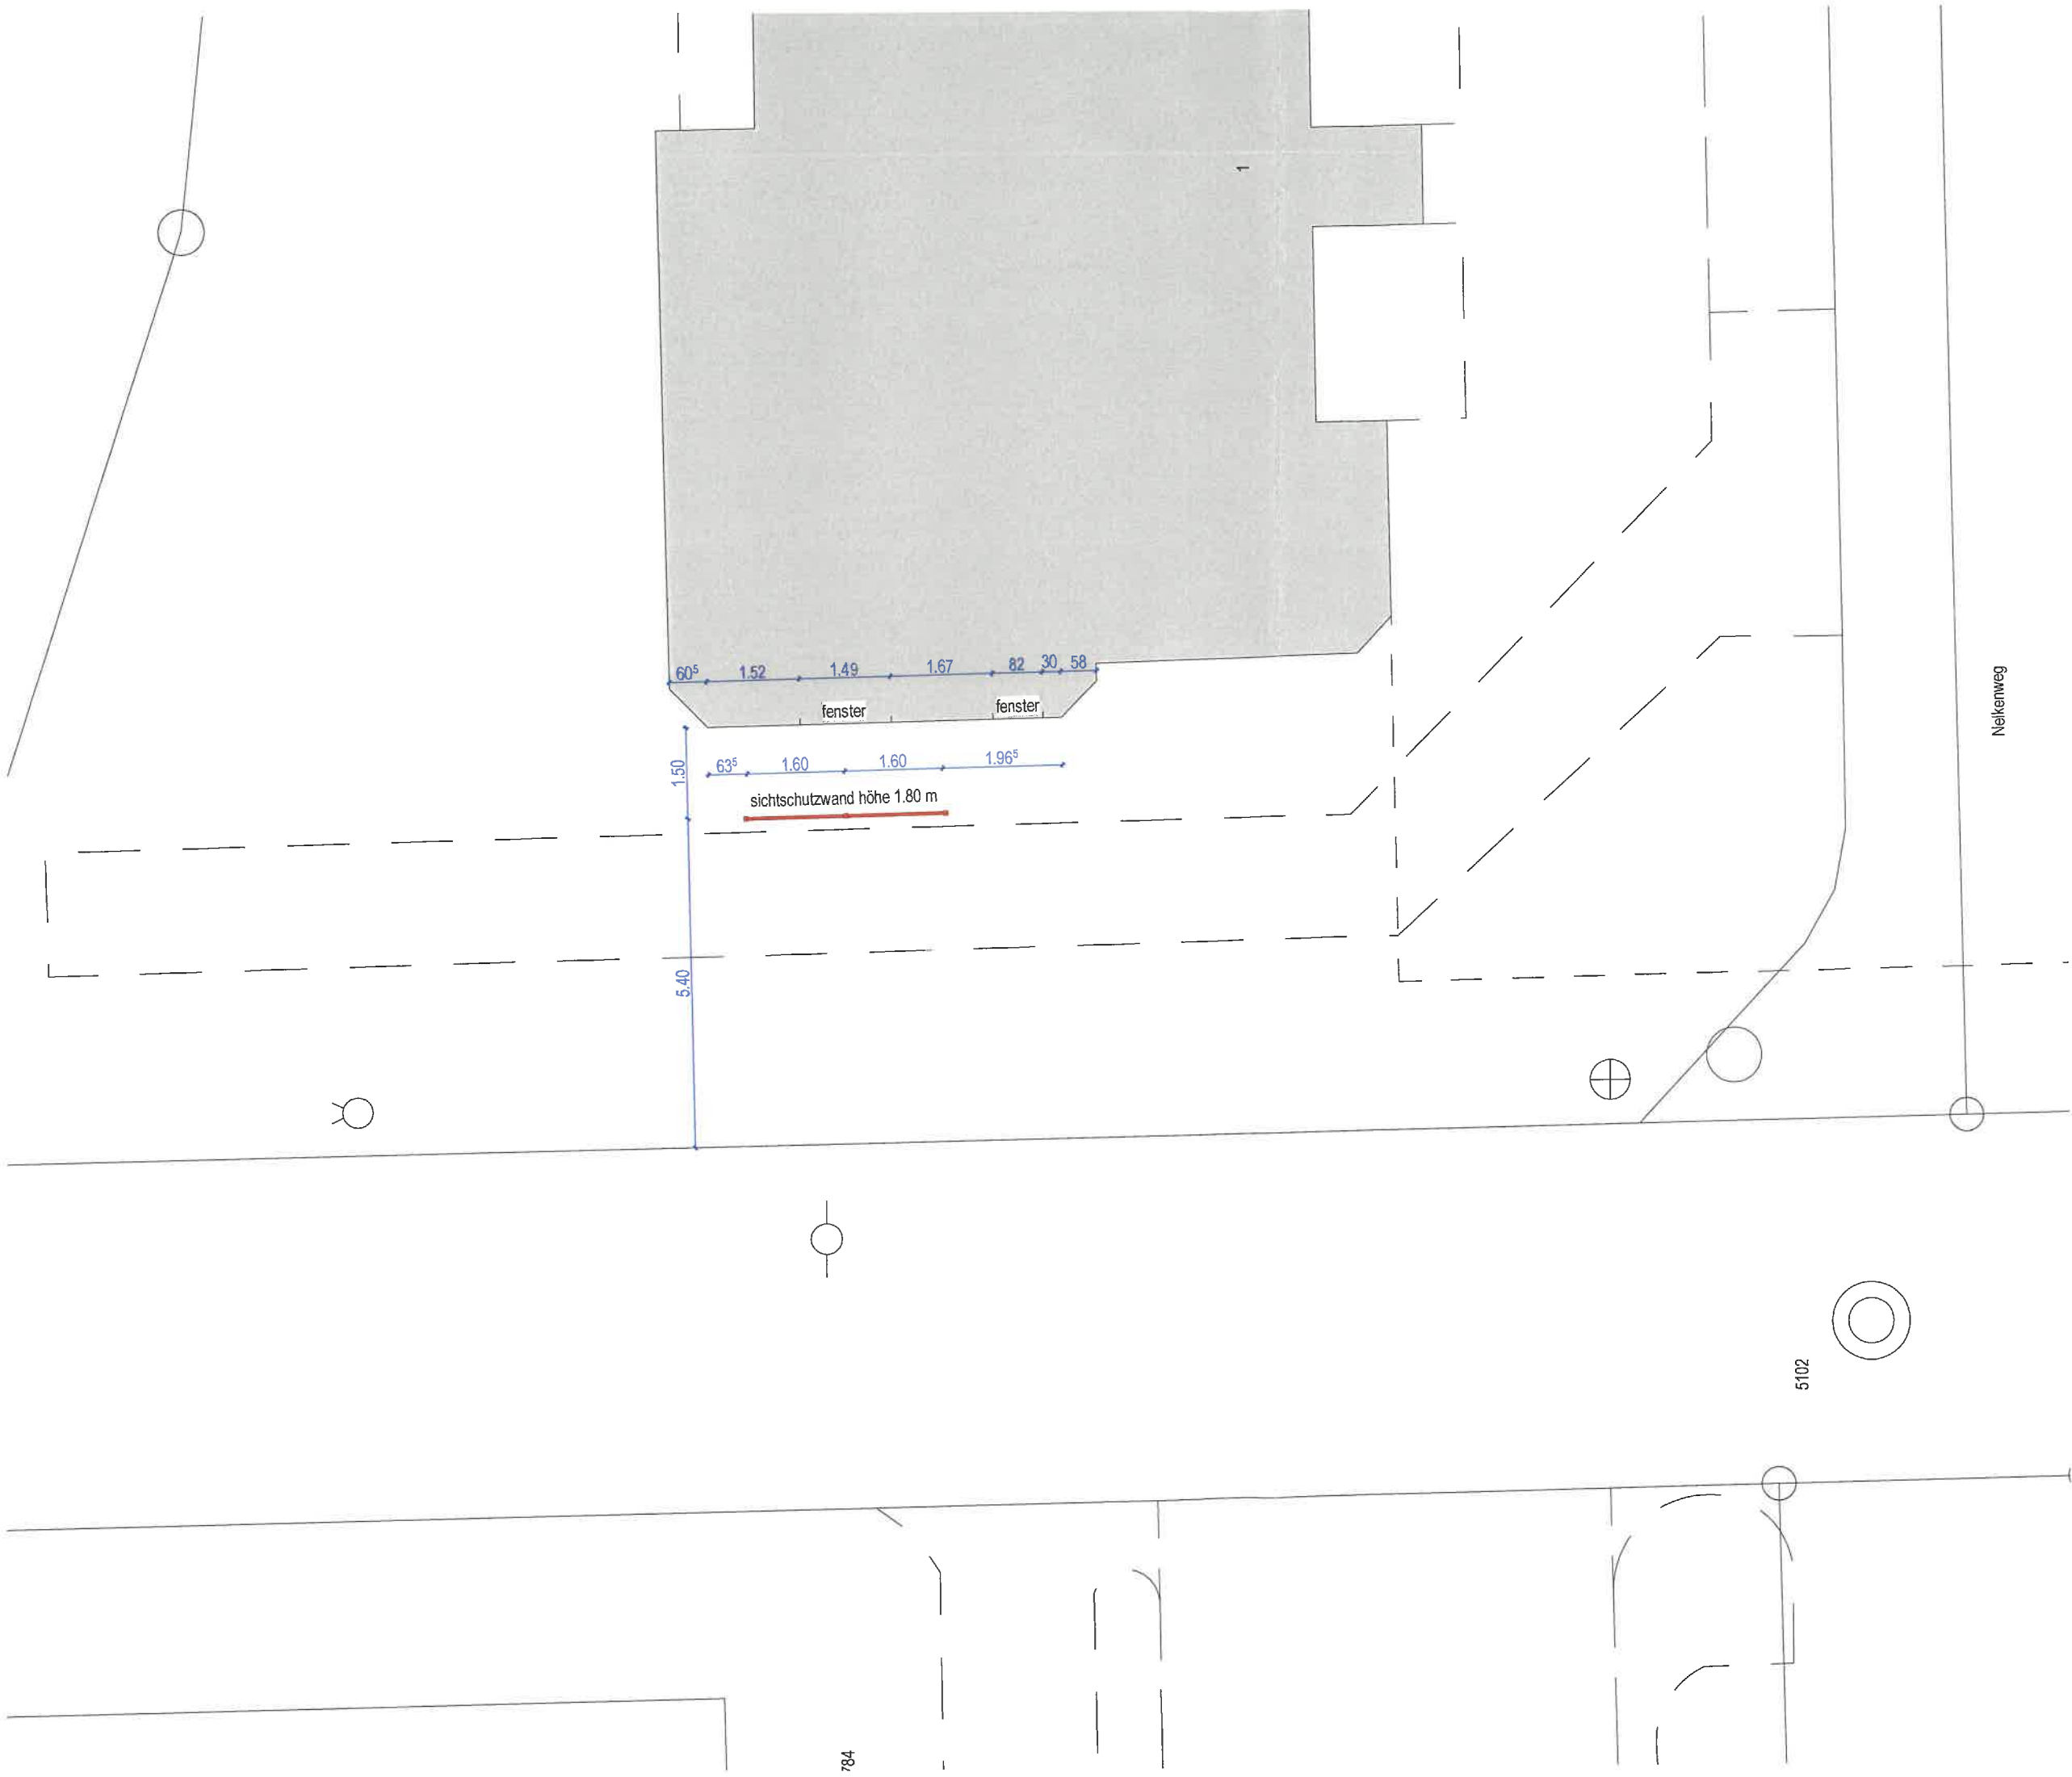 1
60⁵ 1.52 1.49 1.67 82 30 58
fenster fenster
Nelkenweg
63⁵ 1.60 1.60 1.96⁵
1.50
sichtschutzwand höhe 1.80 m
5.40
5102
784